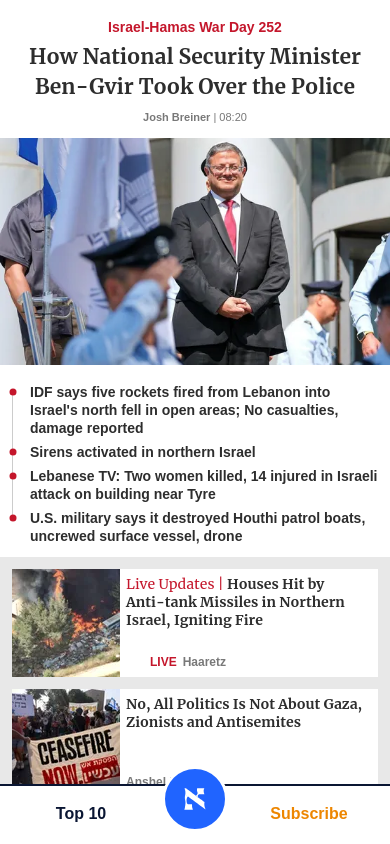 Israel-Hamas War Day 252
How National Security Minister
Ben-Gvir Took Over the Police
Josh Breiner | 08:20
IDF says five rockets fired from Lebanon into
Israel's north fell in open areas; No casualties,
damage reported
Sirens activated in northern Israel
Lebanese TV: Two women killed, 14 injured in Israeli
attack on building near Tyre
U.S. military says it destroyed Houthi patrol boats,
uncrewed surface vessel, drone
Live Updates | Houses Hit by
Anti-tank Missiles in Northern
Israel, Igniting Fire
LIVE Haaretz
No, All Politics Is Not About Gaza,
Zionists and Antisemites
CEASEFIRE
NOW
Anshel
Top 10
Subscribe